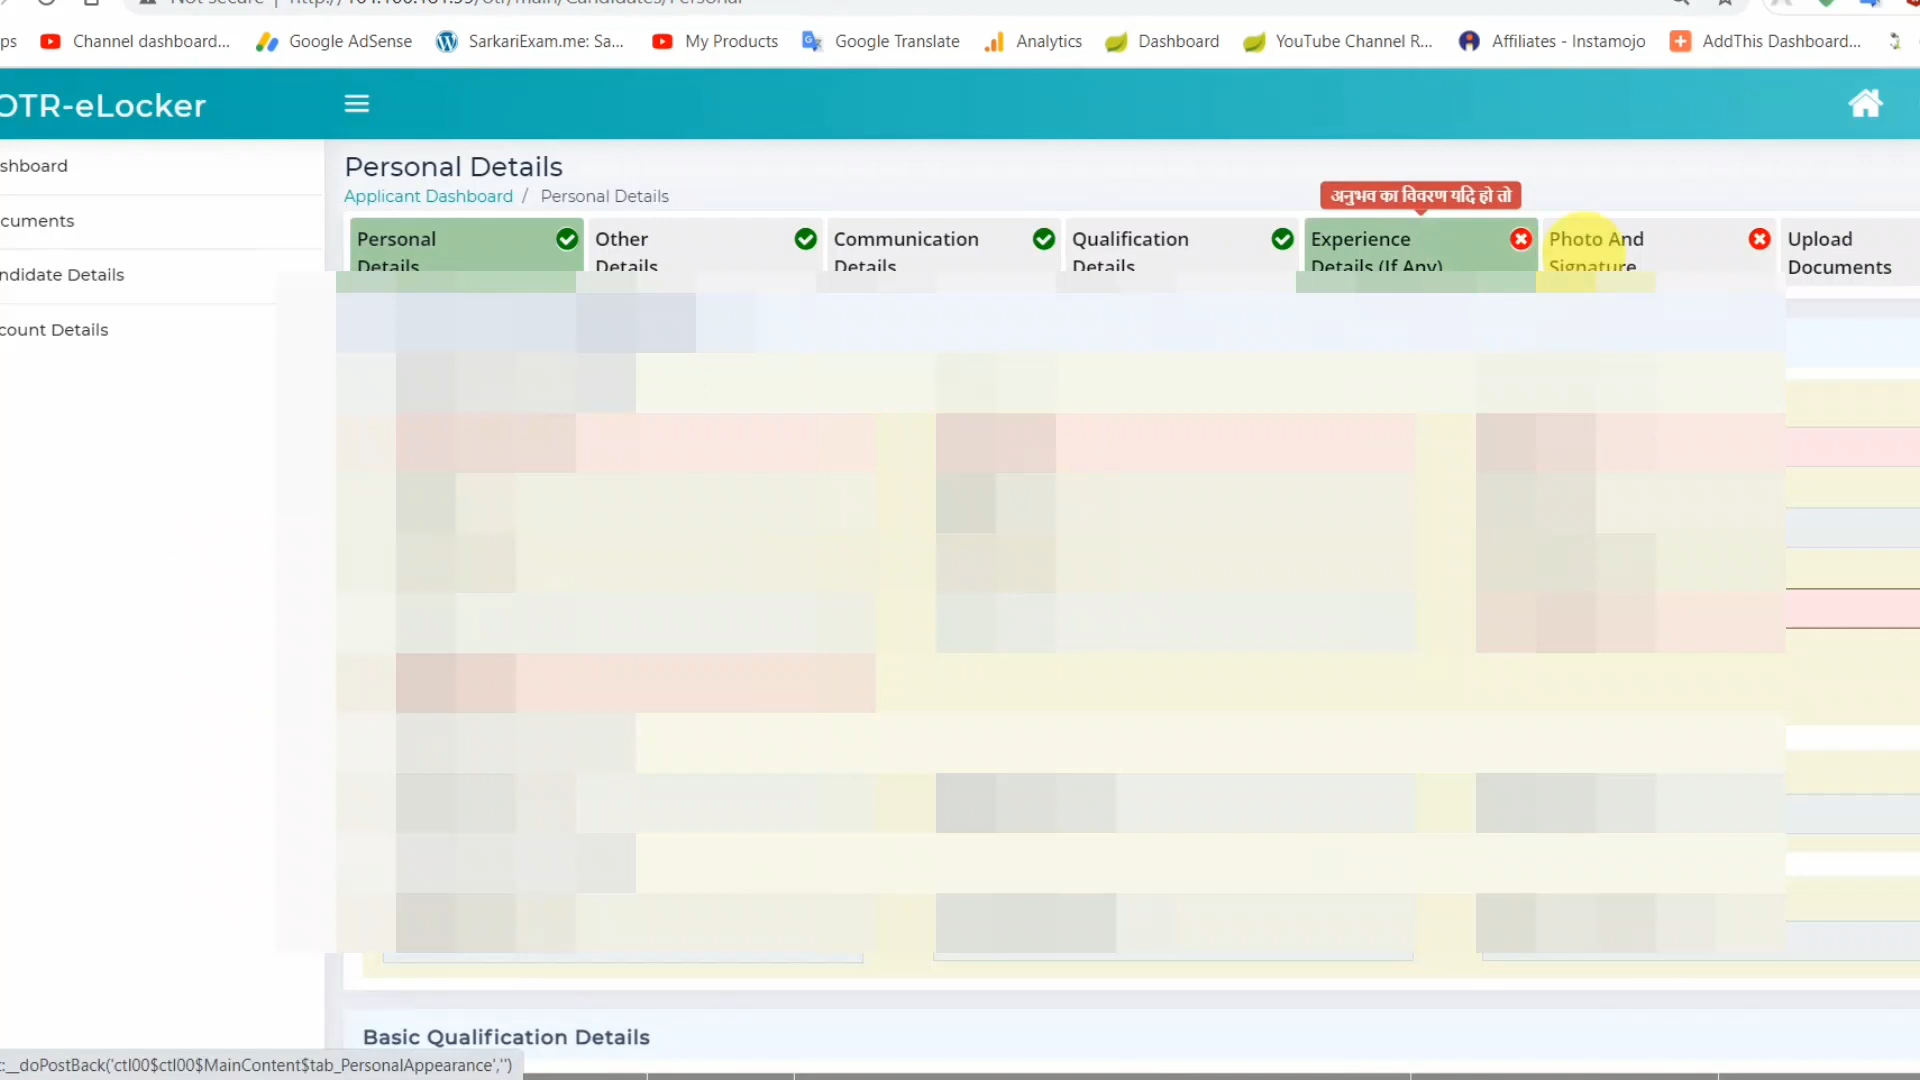 Channel dashboard... Google AdSense SarkariExam.me: Sa... My Products Google Translate Analytics Dashboard YouTube Channel R... Affiliates - Instamojo AddThis Dashboard...
OTR-eLocker
shboard
cuments
ndidate Details
count Details
Personal Details
Applicant Dashboard / Personal Details
अनुभव का विवरण यदि हो तो
Personal Details
Other Details
Communication Details
Qualification Details
Experience Details (If Any)
Photo And Signature
Upload Documents
Basic Qualification Details
:__doPostBack('ctl00$ctl00$MainContent$tab_PersonalAppearance','')